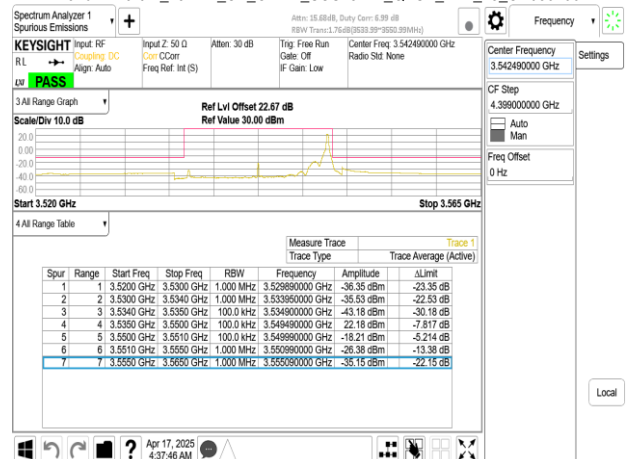 Spectrum Analyzer 1
Spurious Emissions
Attn: 15.68dB, Duty Corr: 6.99 dB
RBW Trans:1.76dB(3533.99~3550.99MHz)
Frequency
KEYSIGHT Input: RF Input Z: 50 Ω Atten: 30 dB Trig: Free Run Center Freq: 3.542490000 GHz
RL Coupling: DC Corr CCorr Gate: Off Radio Std: None
Align: Auto Freq Ref: Int (S) IF Gain: Low
PASS
Center Frequency
3.542490000 GHz
Settings
CF Step
4.399000000 GHz
Auto
Man
Freq Offset
0 Hz
3 All Range Graph
Ref Lvl Offset 22.67 dB
Scale/Div 10.0 dB Ref Value 30.00 dBm
20.0
0.00
-20.0
-40.0
-60.0
Start 3.520 GHz Stop 3.565 GHz
4 All Range Table
Measure Trace Trace 1
Trace Type Trace Average (Active)
Spur Range Start Freq Stop Freq RBW Frequency Amplitude ΔLimit
1 1 3.5200 GHz 3.5300 GHz 1.000 MHz 3.529890000 GHz -36.35 dBm -23.35 dB
2 2 3.5300 GHz 3.5340 GHz 1.000 MHz 3.533950000 GHz -35.53 dBm -22.53 dB
3 3 3.5340 GHz 3.5350 GHz 100.0 kHz 3.534900000 GHz -43.18 dBm -30.18 dB
4 4 3.5350 GHz 3.5500 GHz 100.0 kHz 3.549490000 GHz 22.18 dBm -7.817 dB
5 5 3.5500 GHz 3.5510 GHz 100.0 kHz 3.549990000 GHz -18.21 dBm -5.214 dB
6 6 3.5510 GHz 3.5550 GHz 1.000 MHz 3.550990000 GHz -26.38 dBm -13.38 dB
7 7 3.5550 GHz 3.5650 GHz 1.000 MHz 3.555090000 GHz -35.15 dBm -22.15 dB
Local
Apr 17, 2025
4:37:46 AM